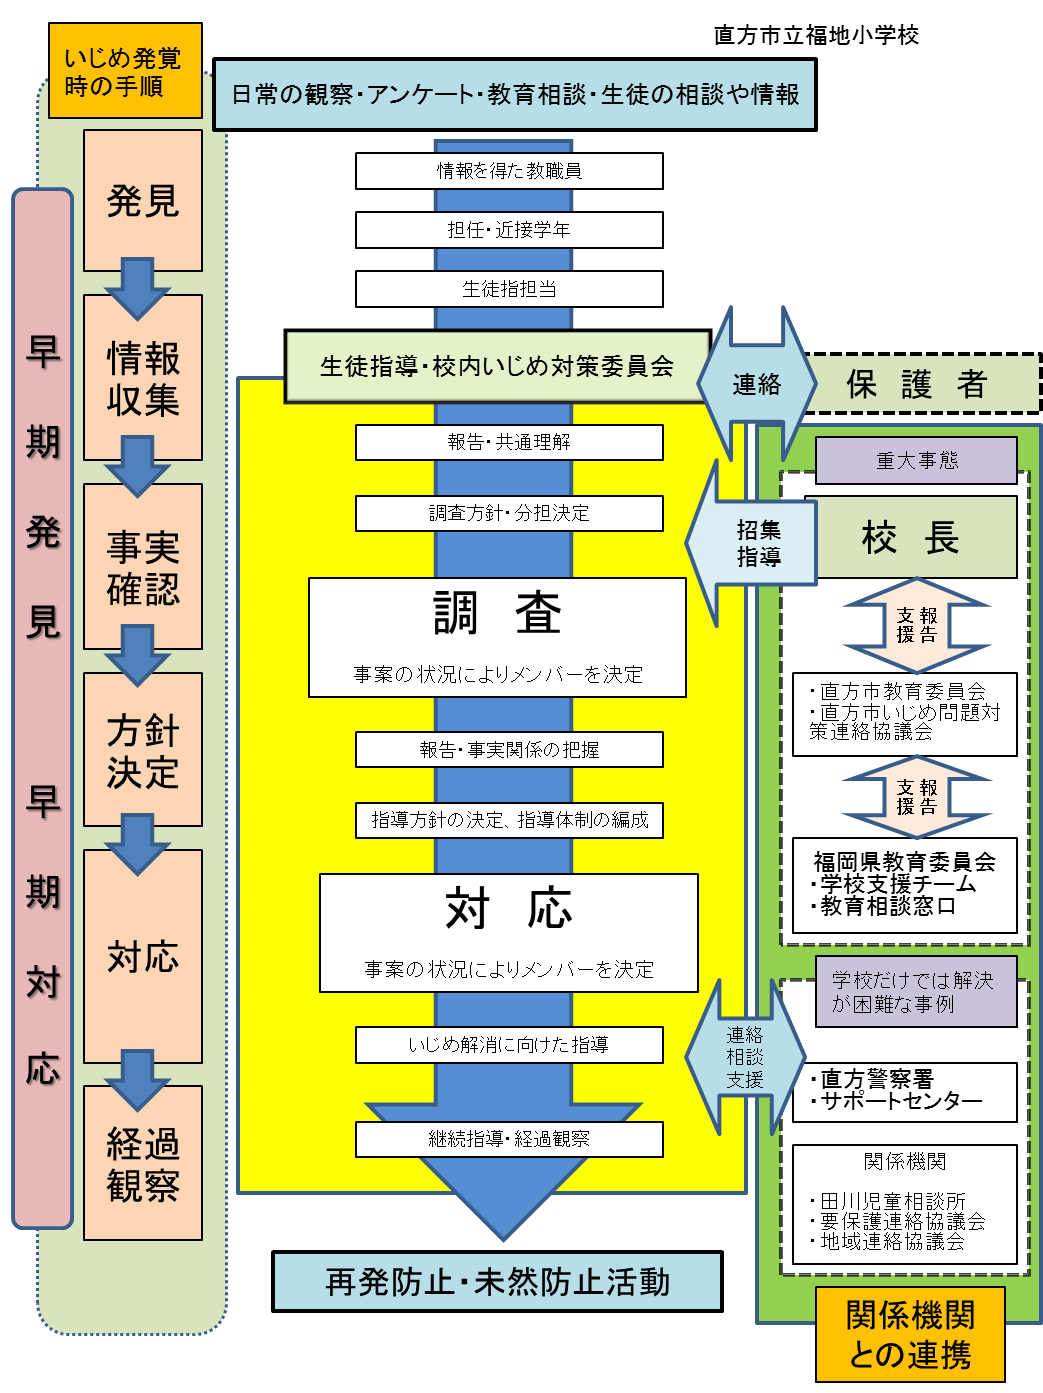 直方市立福地小学校
いじめ発覚
時の手順
日常の観察・アンケート・教育相談・生徒の相談や情報
早期発見　早期対応
発見
情報
収集
事実
確認
方針
決定
対応
経過
観察
情報を得た教職員
担任・近接学年
生徒指担当
生徒指導・校内いじめ対策委員会
連絡
保　護　者
報告・共通理解
調査方針・分担決定
招集
指導
調　査
事案の状況によりメンバーを決定
報告・事実関係の把握
指導方針の決定、指導体制の編成
対　応
事案の状況によりメンバーを決定
いじめ解消に向けた指導
継続指導・経過観察
再発防止・未然防止活動
重大事態
校　長
支　報
援　告
・直方市教育委員会
・直方市いじめ問題対
策連絡協議会
支　報
援　告
福岡県教育委員会
・学校支援チーム
・教育相談窓口
学校だけでは解決
が困難な事例
連絡
相談
支援
・直方警察署
・サポートセンター
関係機関
・田川児童相談所
・要保護連絡協議会
・地域連絡協議会
関係機関
との連携